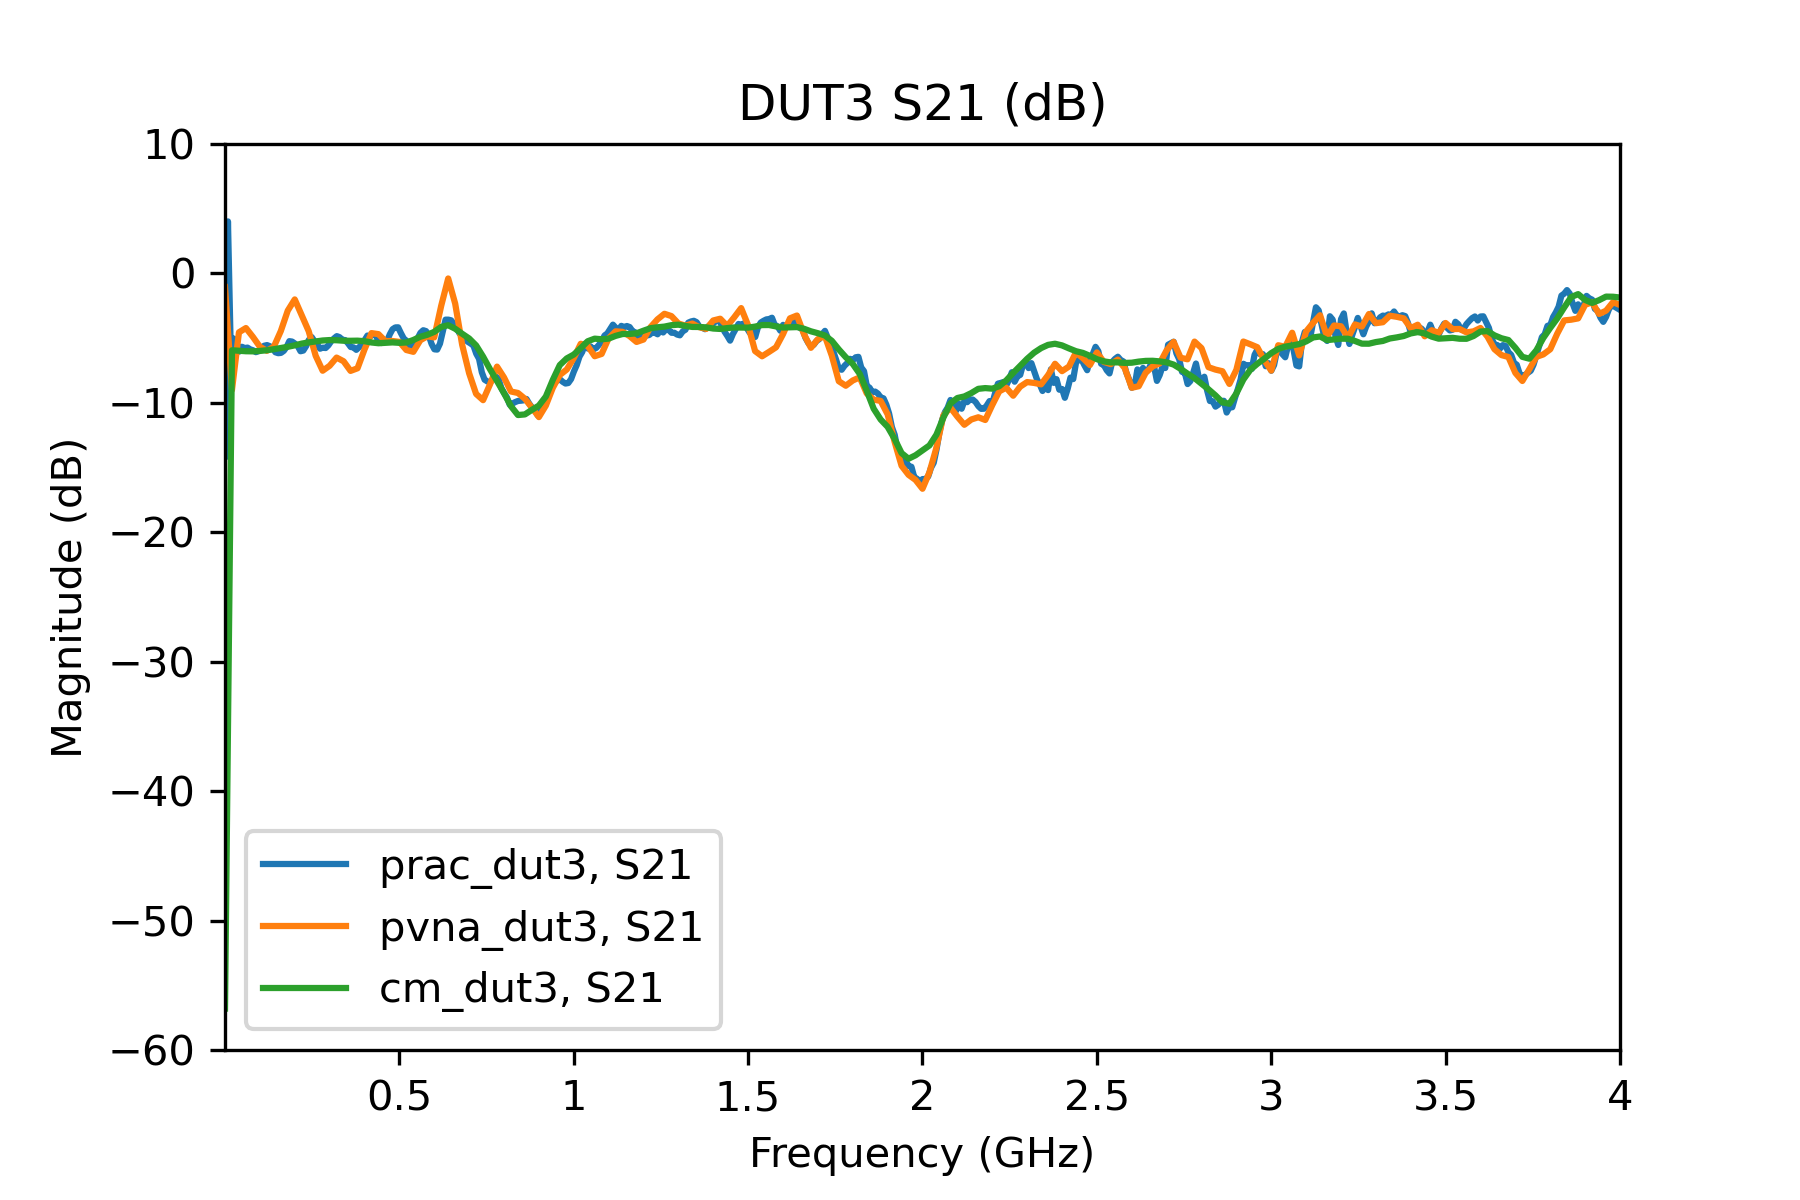 DUT3 S21 (dB)
10
0
−10
−20
−30
−40
−50
−60
Magnitude (dB)
prac_dut3, S21
pvna_dut3, S21
cm_dut3, S21
0.5 1 1.5 2 2.5 3 3.5 4
Frequency (GHz)